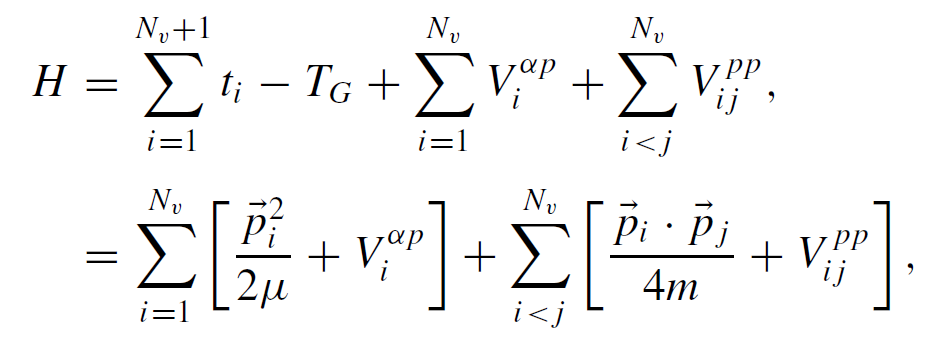 H = \sum_{i=1}^{N_v+1} t_i - T_G + \sum_{i=1}^{N_v} V_i^{\alpha p} + \sum_{i<j}^{N_v} V_{ij}^{pp},
= \sum_{i=1}^{N_v} \left[ \frac{\vec{p}_i^2}{2\mu} + V_i^{\alpha p} \right] + \sum_{i<j}^{N_v} \left[ \frac{\vec{p}_i \cdot \vec{p}_j}{4m} + V_{ij}^{pp} \right],